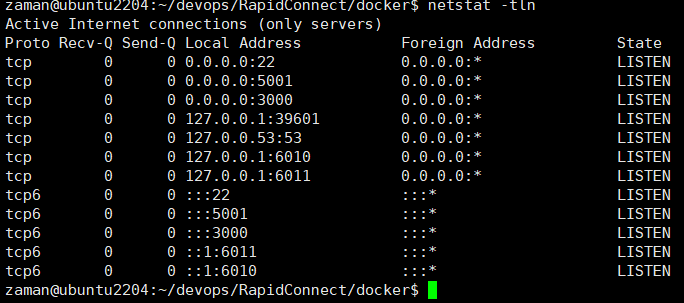 zaman@ubuntu2204:~/devops/RapidConnect/docker$ netstat -tln
Active Internet connections (only servers)
Proto Recv-Q Send-Q Local Address           Foreign Address         State
tcp        0      0 0.0.0.0:22              0.0.0.0:*               LISTEN
tcp        0      0 0.0.0.0:5001            0.0.0.0:*               LISTEN
tcp        0      0 0.0.0.0:3000            0.0.0.0:*               LISTEN
tcp        0      0 127.0.0.1:39601         0.0.0.0:*               LISTEN
tcp        0      0 127.0.0.53:53           0.0.0.0:*               LISTEN
tcp        0      0 127.0.0.1:6010          0.0.0.0:*               LISTEN
tcp        0      0 127.0.0.1:6011          0.0.0.0:*               LISTEN
tcp6       0      0 :::22                   :::*                    LISTEN
tcp6       0      0 :::5001                 :::*                    LISTEN
tcp6       0      0 :::3000                 :::*                    LISTEN
tcp6       0      0 ::1:6011                :::*                    LISTEN
tcp6       0      0 ::1:6010                :::*                    LISTEN
zaman@ubuntu2204:~/devops/RapidConnect/docker$